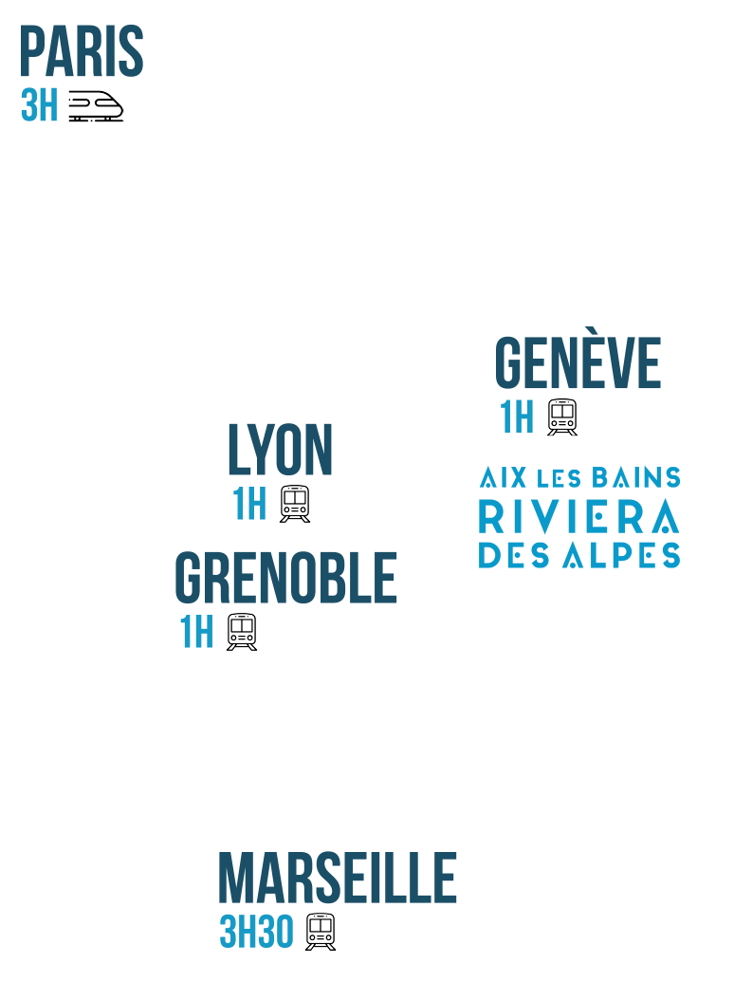 PARIS
3H
GENÈVE
1H
LYON
1H
AIX LES BAINS
RIVIERA
DES ALPES
GRENOBLE
1H
MARSEILLE
3H30